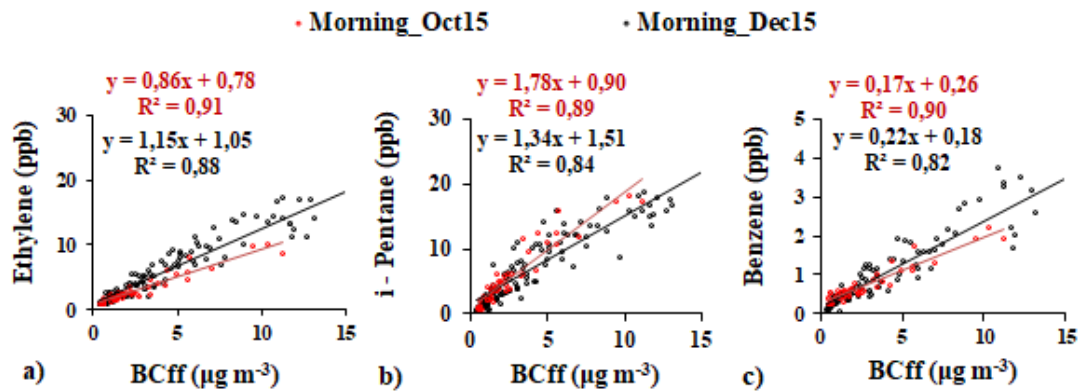 Morning_Oct15 Morning_Dec15
y = 0,86x + 0,78
R² = 0,91
y = 1,15x + 1,05
R² = 0,88
Ethylene (ppb)
30
20
10
0
0 5 10 15
a) BCff (µg m⁻³)
y = 1,78x + 0,90
R² = 0,89
y = 1,34x + 1,51
R² = 0,84
i - Pentane (ppb)
30
20
10
0
0 5 10 15
b) BCff (µg m⁻³)
y = 0,17x + 0,26
R² = 0,90
y = 0,22x + 0,18
R² = 0,82
Benzene (ppb)
5
4
3
2
1
0
0 5 10 15
c) BCff (µg m⁻³)